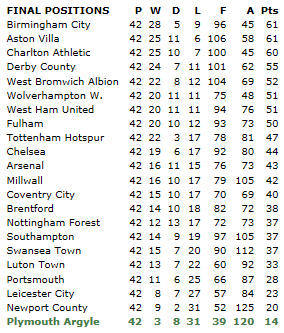 FINAL POSITIONS P W D L F A Pts
Birmingham City 42 28 5 9 96 45 61
Aston Villa 42 25 11 6 106 58 61
Charlton Athletic 42 25 10 7 100 45 60
Derby County 42 24 7 11 101 62 55
West Bromwich Albion 42 22 8 12 104 69 52
Wolverhampton W. 42 20 11 11 75 48 51
West Ham United 42 20 11 11 94 76 51
Fulham 42 20 10 12 93 73 50
Tottenham Hotspur 42 22 3 17 78 81 47
Chelsea 42 19 6 17 92 80 44
Arsenal 42 16 11 15 76 73 43
Millwall 42 16 10 17 79 105 42
Coventry City 42 15 10 17 70 69 40
Brentford 42 14 10 18 82 72 38
Nottingham Forest 42 12 13 17 72 73 37
Southampton 42 14 9 19 97 105 37
Swansea Town 42 15 7 20 90 112 37
Luton Town 42 13 7 22 60 92 33
Portsmouth 42 11 6 25 66 87 28
Leicester City 42 8 7 27 57 84 23
Newport County 42 9 2 31 52 125 20
Plymouth Argyle 42 3 8 31 39 120 14